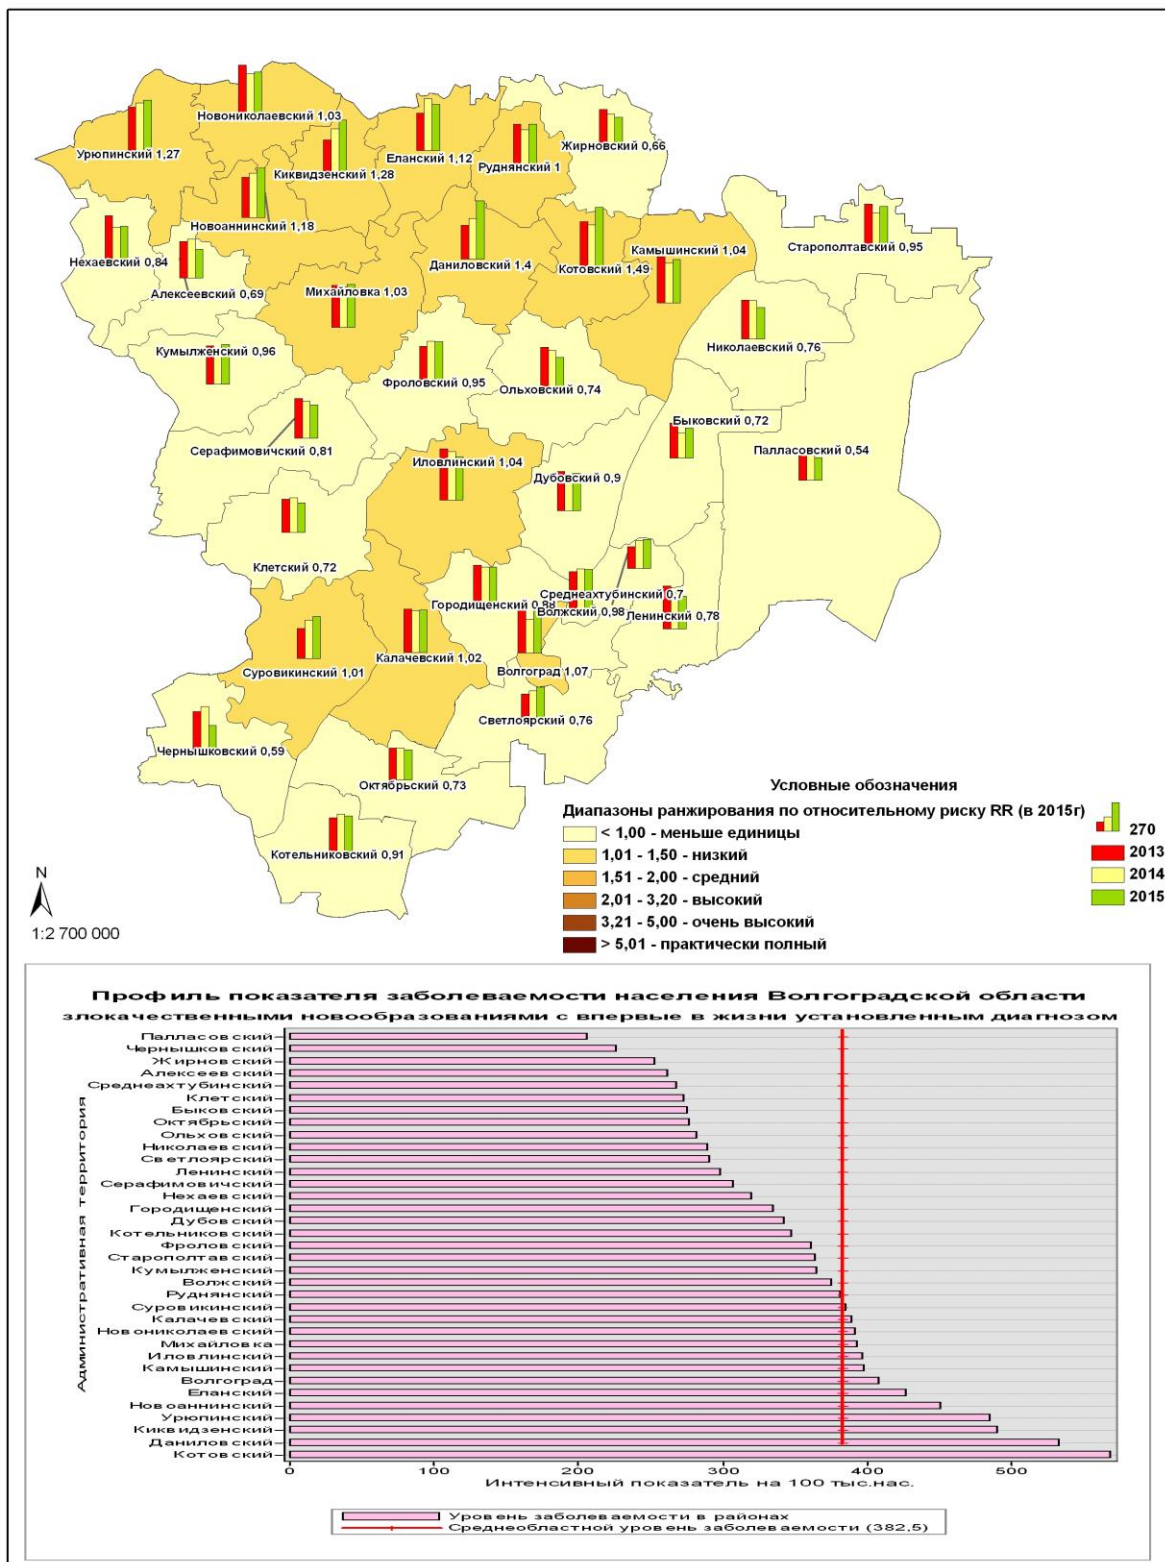 Новониколаевский 1,03
Урюпинский 1,27
Киквидзенский 1,28
Еланский 1,12
Руднянский 1
Жирновский 0,66
Новоаннинский 1,18
Нехаевский 0,84
Алексеевский 0,69
Михайловка 1,03
Даниловский 1,4
Котовский 1,49
Камышинский 1,04
Старополтавский 0,95
Николаевский 0,76
Кумылженский 0,96
Фроловский 0,95
Ольховский 0,74
Серафимовичский 0,81
Быковский 0,72
Палласовский 0,54
Иловлинский 1,04
Дубовский 0,9
Клетский 0,72
Городищенский 0,88
Среднеахтубинский 0,7
Волжский 0,98
Ленинский 0,78
Суровикинский 1,01
Калачевский 1,02
Волгоград 1,07
Светлоярский 0,76
Чернышковский 0,59
Октябрьский 0,73
Котельниковский 0,91
N
1:2 700 000
Условные обозначения
Диапазоны ранжирования по относительному риску RR (в 2015г)
< 1,00 - меньше единицы
1,01 - 1,50 - низкий
1,51 - 2,00 - средний
2,01 - 3,20 - высокий
3,21 - 5,00 - очень высокий
> 5,01 - практически полный
270
2013
2014
2015
Профиль показателя заболеваемости населения Волгоградской области
злокачественными новообразованиями с впервые в жизни установленным диагнозом
Административная территория
Палласовский
Чернышковский
Жирновский
Алексеевский
Среднеахтубинский
Клетский
Быковский
Октябрьский
Ольховский
Николаевский
Светлоярский
Ленинский
Серафимовичский
Нехаевский
Городищенский
Дубовский
Котельниковский
Фроловский
Старополтавский
Кумылженский
Волжский
Руднянский
Суровикинский
Калачевский
Новониколаевский
Михайловка
Иловлинский
Камышинский
Волгоград
Еланский
Новоаннинский
Урюпинский
Киквидзенский
Даниловский
Котовский
0 100 200 300 400 500
Интенсивный показатель на 100 тыс.нас.
Уровень заболеваемости в районах
Среднеобластной уровень заболеваемости (382,5)